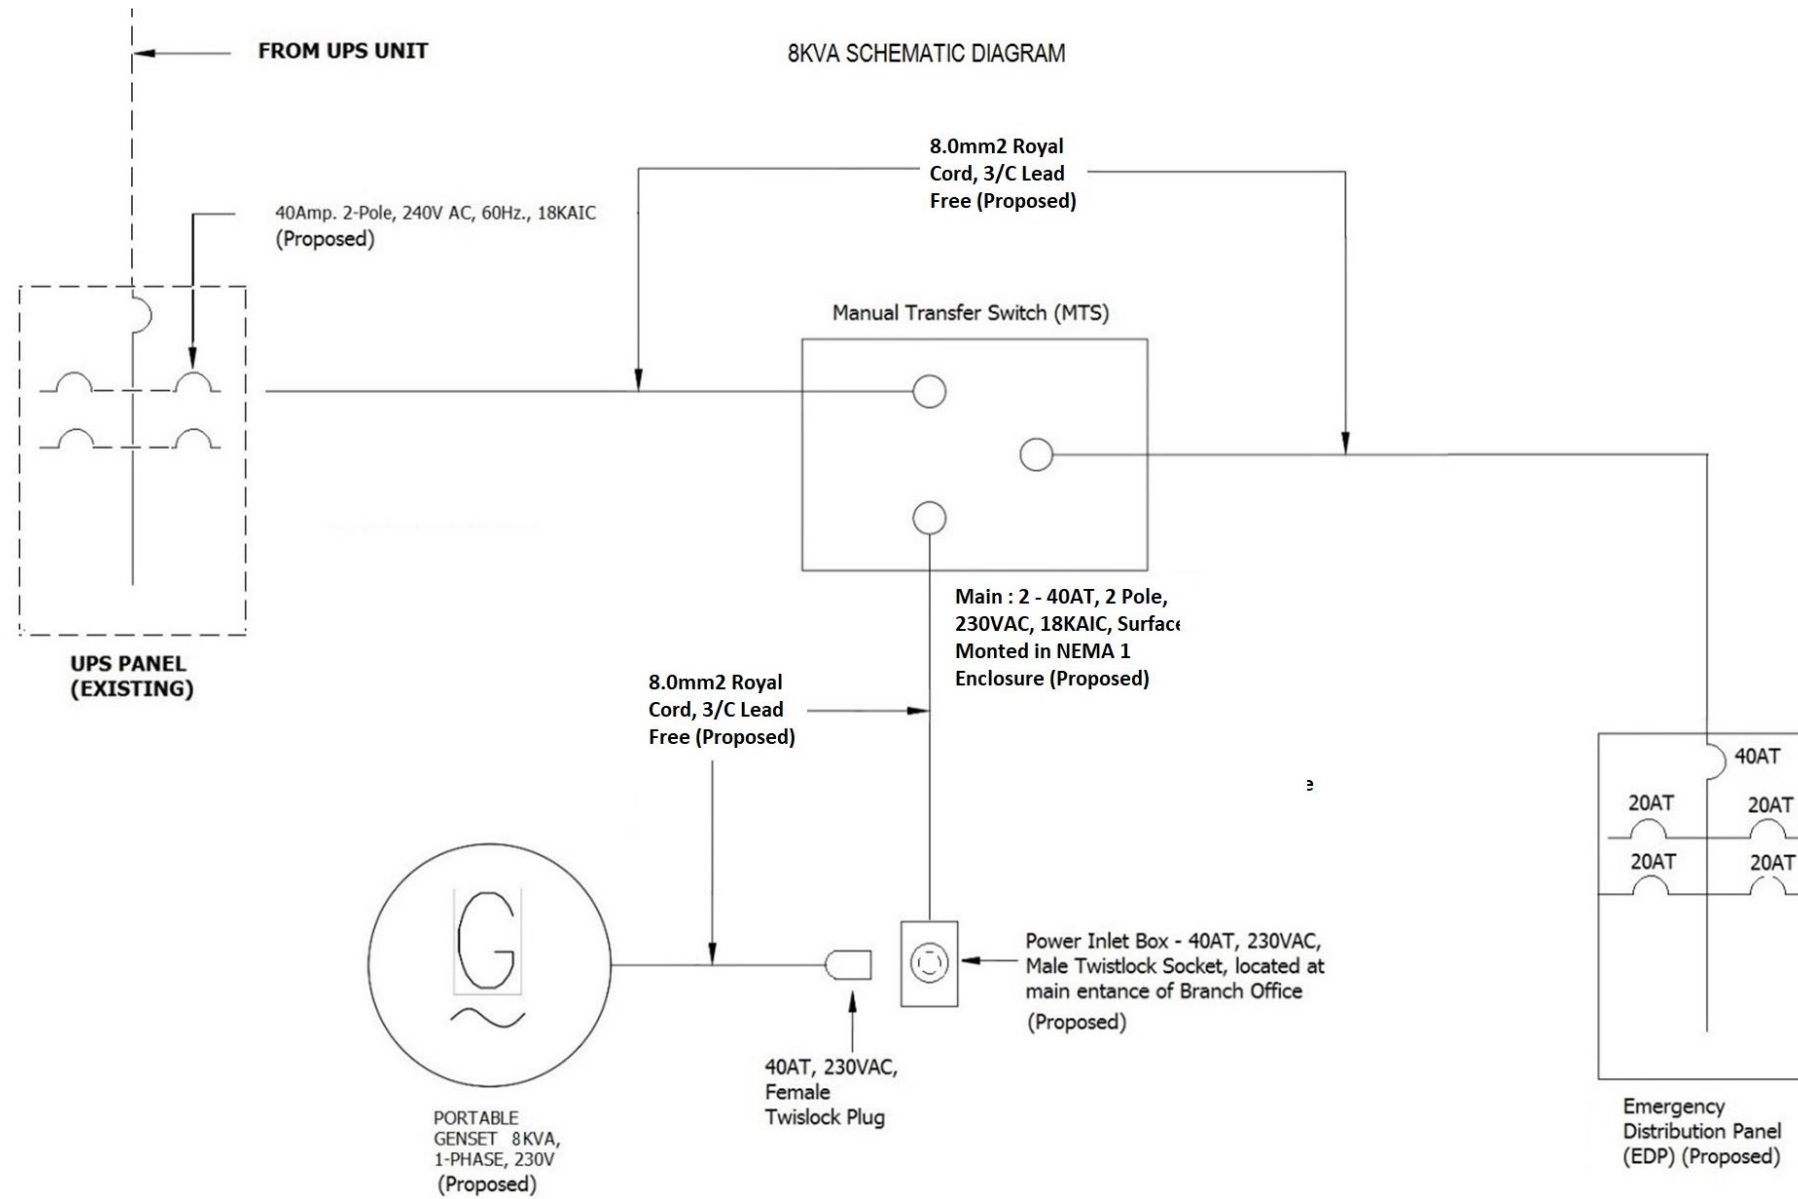 FROM UPS UNIT
8KVA SCHEMATIC DIAGRAM
8.0mm2 Royal
Cord, 3/C Lead
Free (Proposed)
40Amp. 2-Pole, 240V AC, 60Hz., 18KAIC
(Proposed)
Manual Transfer Switch (MTS)
Main : 2 - 40AT, 2 Pole,
230VAC, 18KAIC, Surface
Monted in NEMA 1
Enclosure (Proposed)
UPS PANEL
(EXISTING)
8.0mm2 Royal
Cord, 3/C Lead
Free (Proposed)
40AT
e
20AT 20AT
20AT 20AT
G
Power Inlet Box - 40AT, 230VAC,
Male Twistlock Socket, located at
main entance of Branch Office
(Proposed)
40AT, 230VAC,
Female
Twislock Plug
PORTABLE
GENSET 8KVA,
1-PHASE, 230V
(Proposed)
Emergency
Distribution Panel
(EDP) (Proposed)